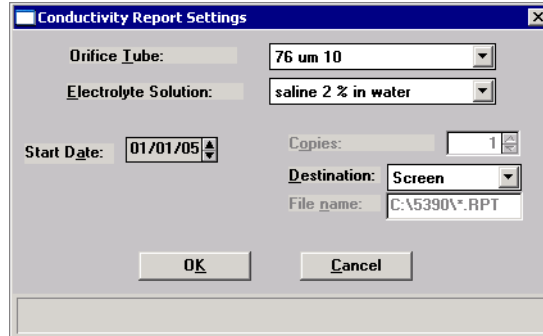 Conductivity Report Settings
Orifice Tube: 76 um 10
Electrolyte Solution: saline 2 % in water
Start Date: 01/01/05
Copies: 1
Destination: Screen
File name: C:\5390\*.RPT
OK Cancel